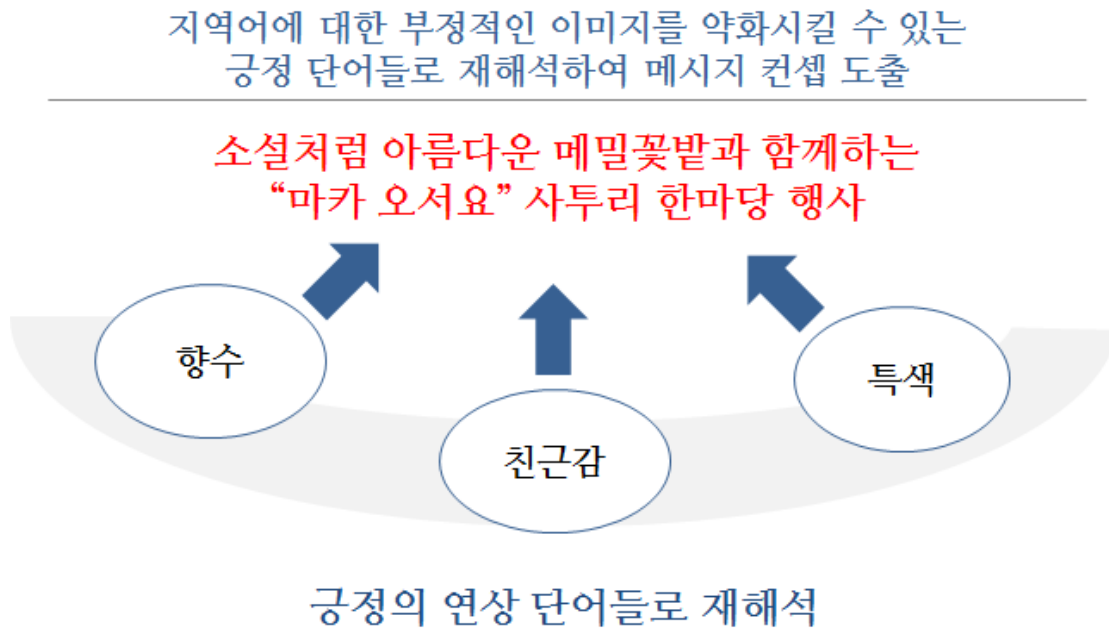 지역어에 대한 부정적인 이미지를 약화시킬 수 있는
긍정 단어들로 재해석하여 메시지 컨셉 도출
소설처럼 아름다운 메밀꽃밭과 함께하는
“마카 오서요” 사투리 한마당 행사
향수
친근감
특색
긍정의 연상 단어들로 재해석